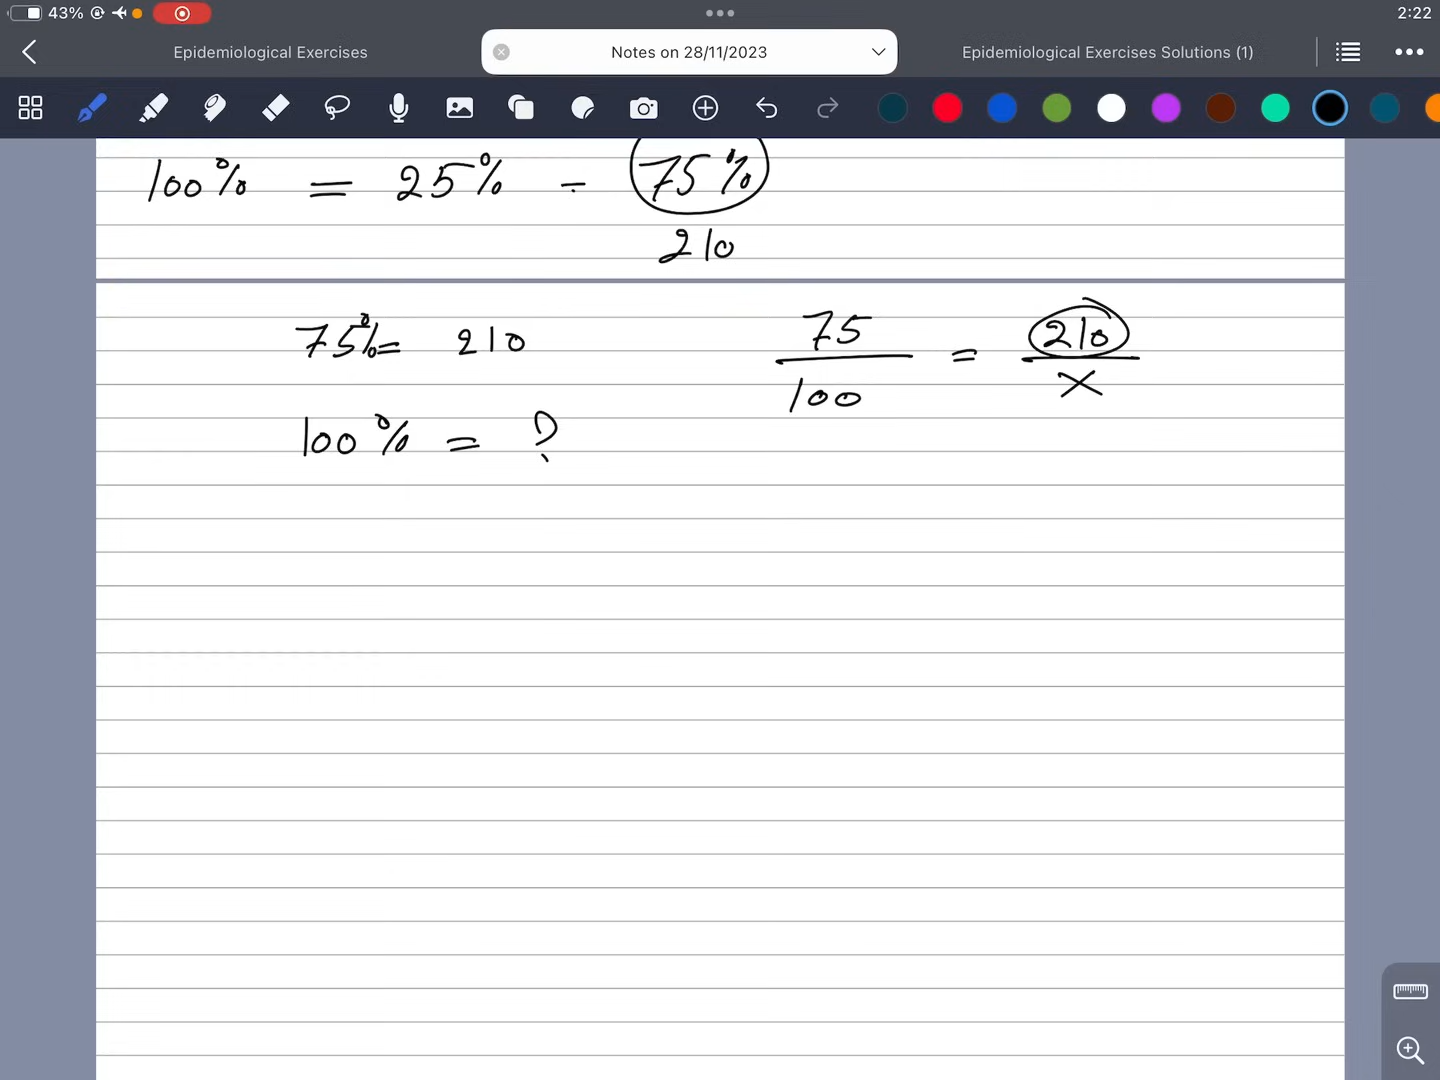 43% 2:22
Epidemiological Exercises Notes on 28/11/2023 Epidemiological Exercises Solutions (1)
100% = 25% - 75%
210
75% = 210
100% = ?
75/100 = 210/x